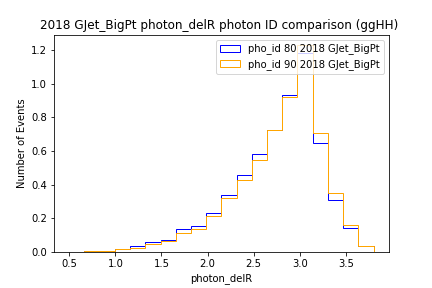 2018 GJet_BigPt photon_delR photon ID comparison (ggHH)
pho_id 80 2018 GJet_BigPt
pho_id 90 2018 GJet_BigPt
Number of Events
1.2
1.0
0.8
0.6
0.4
0.2
0.0
0.5 1.0 1.5 2.0 2.5 3.0 3.5
photon_delR